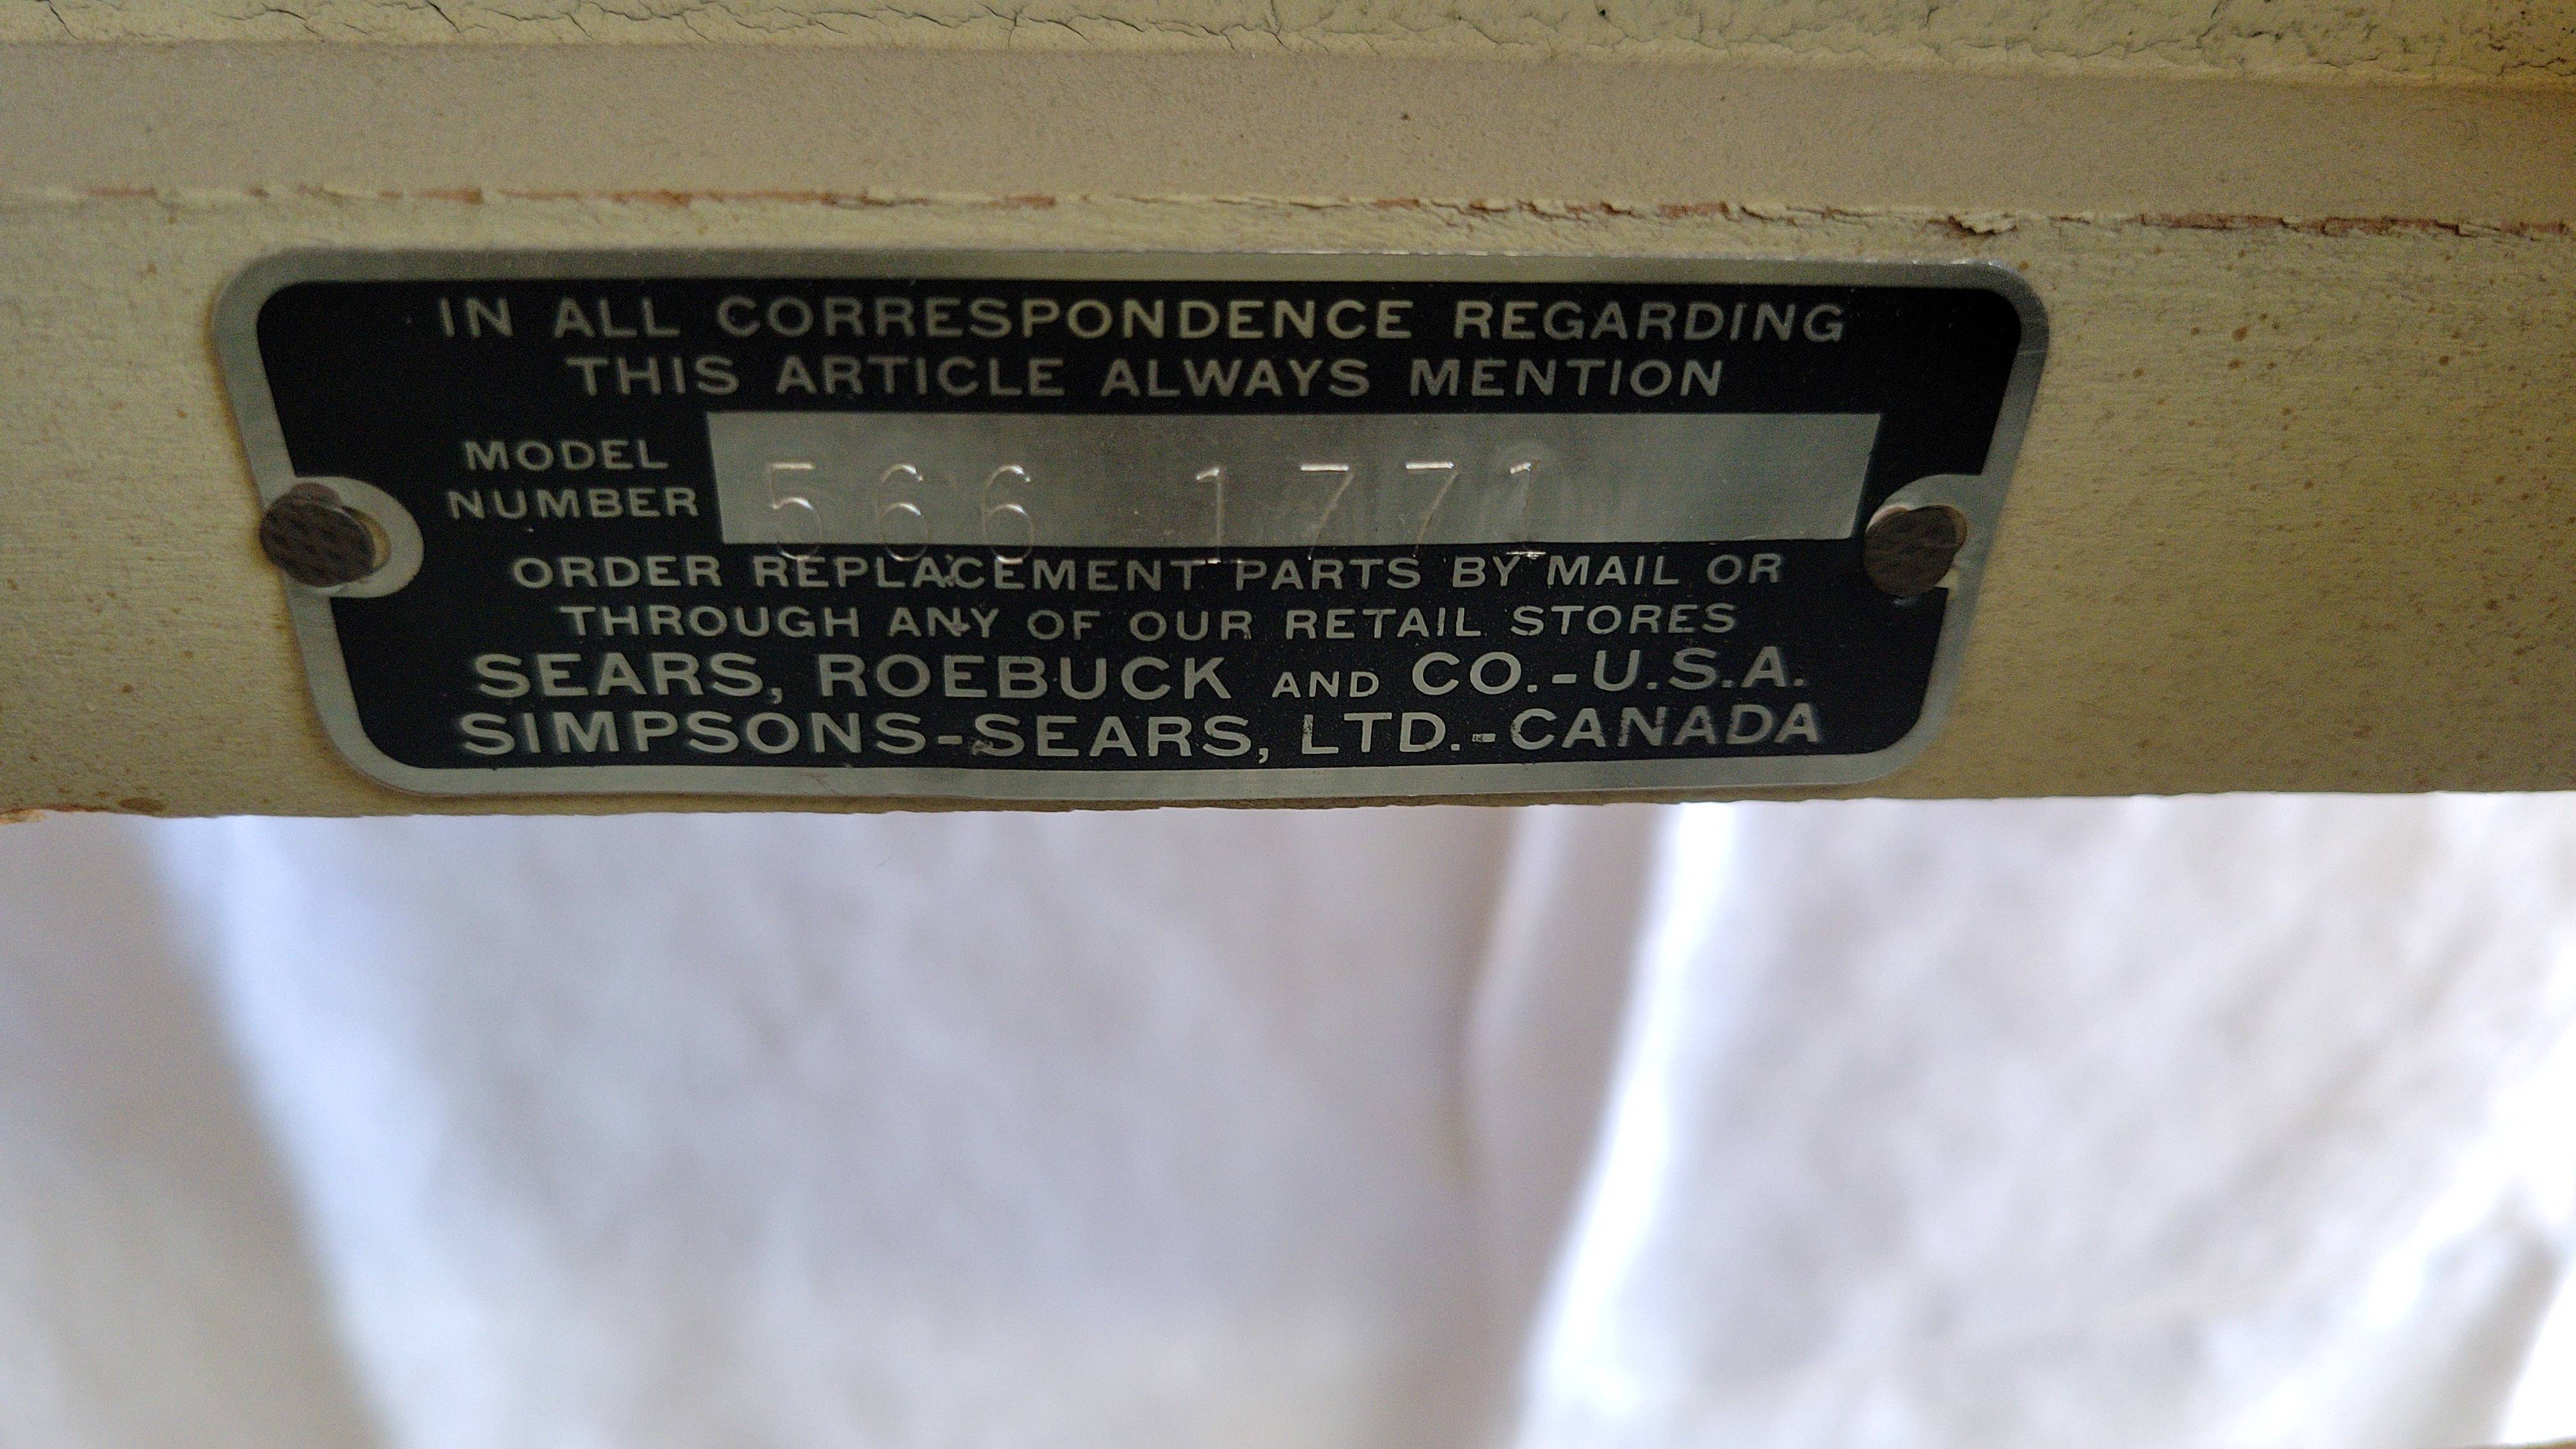 IN ALL CORRESPONDENCE REGARDING
THIS ARTICLE ALWAYS MENTION
MODEL
NUMBER
566 1771
ORDER REPLACEMENT PARTS BY MAIL OR
THROUGH ANY OF OUR RETAIL STORES
SEARS, ROEBUCK AND CO.-U.S.A.
SIMPSONS-SEARS, LTD.-CANADA